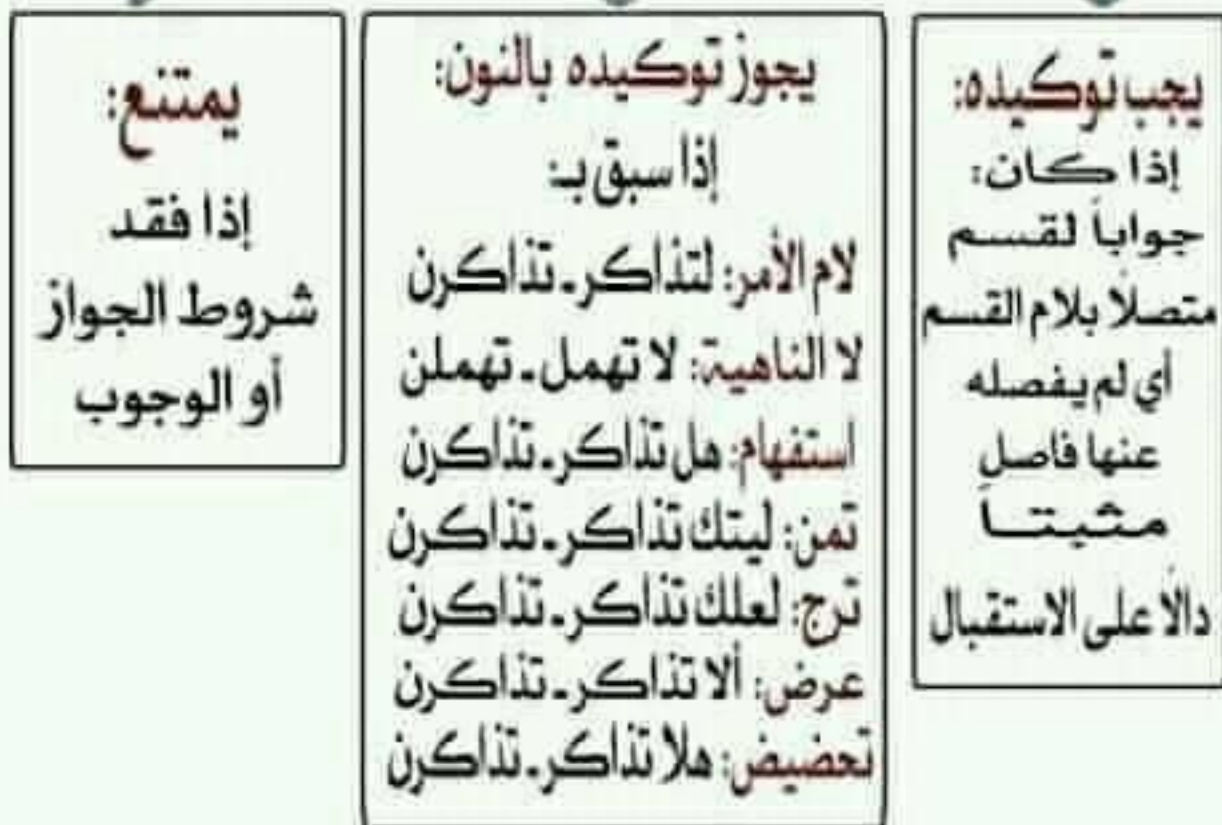 يجب توكيده:
إذا كان:
جواباً لقسم
متصلاً بلام القسم
أي لم يفصله
عنها فاصل
مثبتاً
دالاً على الاستقبال
يجوز توكيده بالنون:
إذا سبق بـ:
لام الأمر: لتذاكر ـ تذاكرن
لا الناهية: لا تهمل ـ تهملن
استفهام: هل تذاكر ـ تذاكرن
تمن: ليتك تذاكر ـ تذاكرن
ترج: لعلك تذاكر ـ تذاكرن
عرض: ألا تذاكر ـ تذاكرن
تحضيض: هلا تذاكر ـ تذاكرن
يمتنع:
إذا فقد
شروط الجواز
أو الوجوب